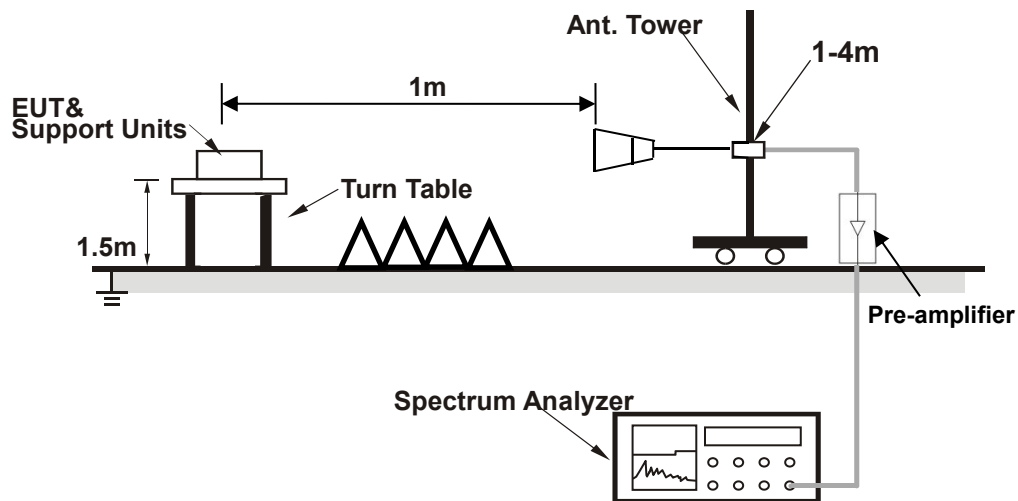 Ant. Tower
1-4m
1m
EUT&
Support Units
Turn Table
1.5m
Pre-amplifier
Spectrum Analyzer